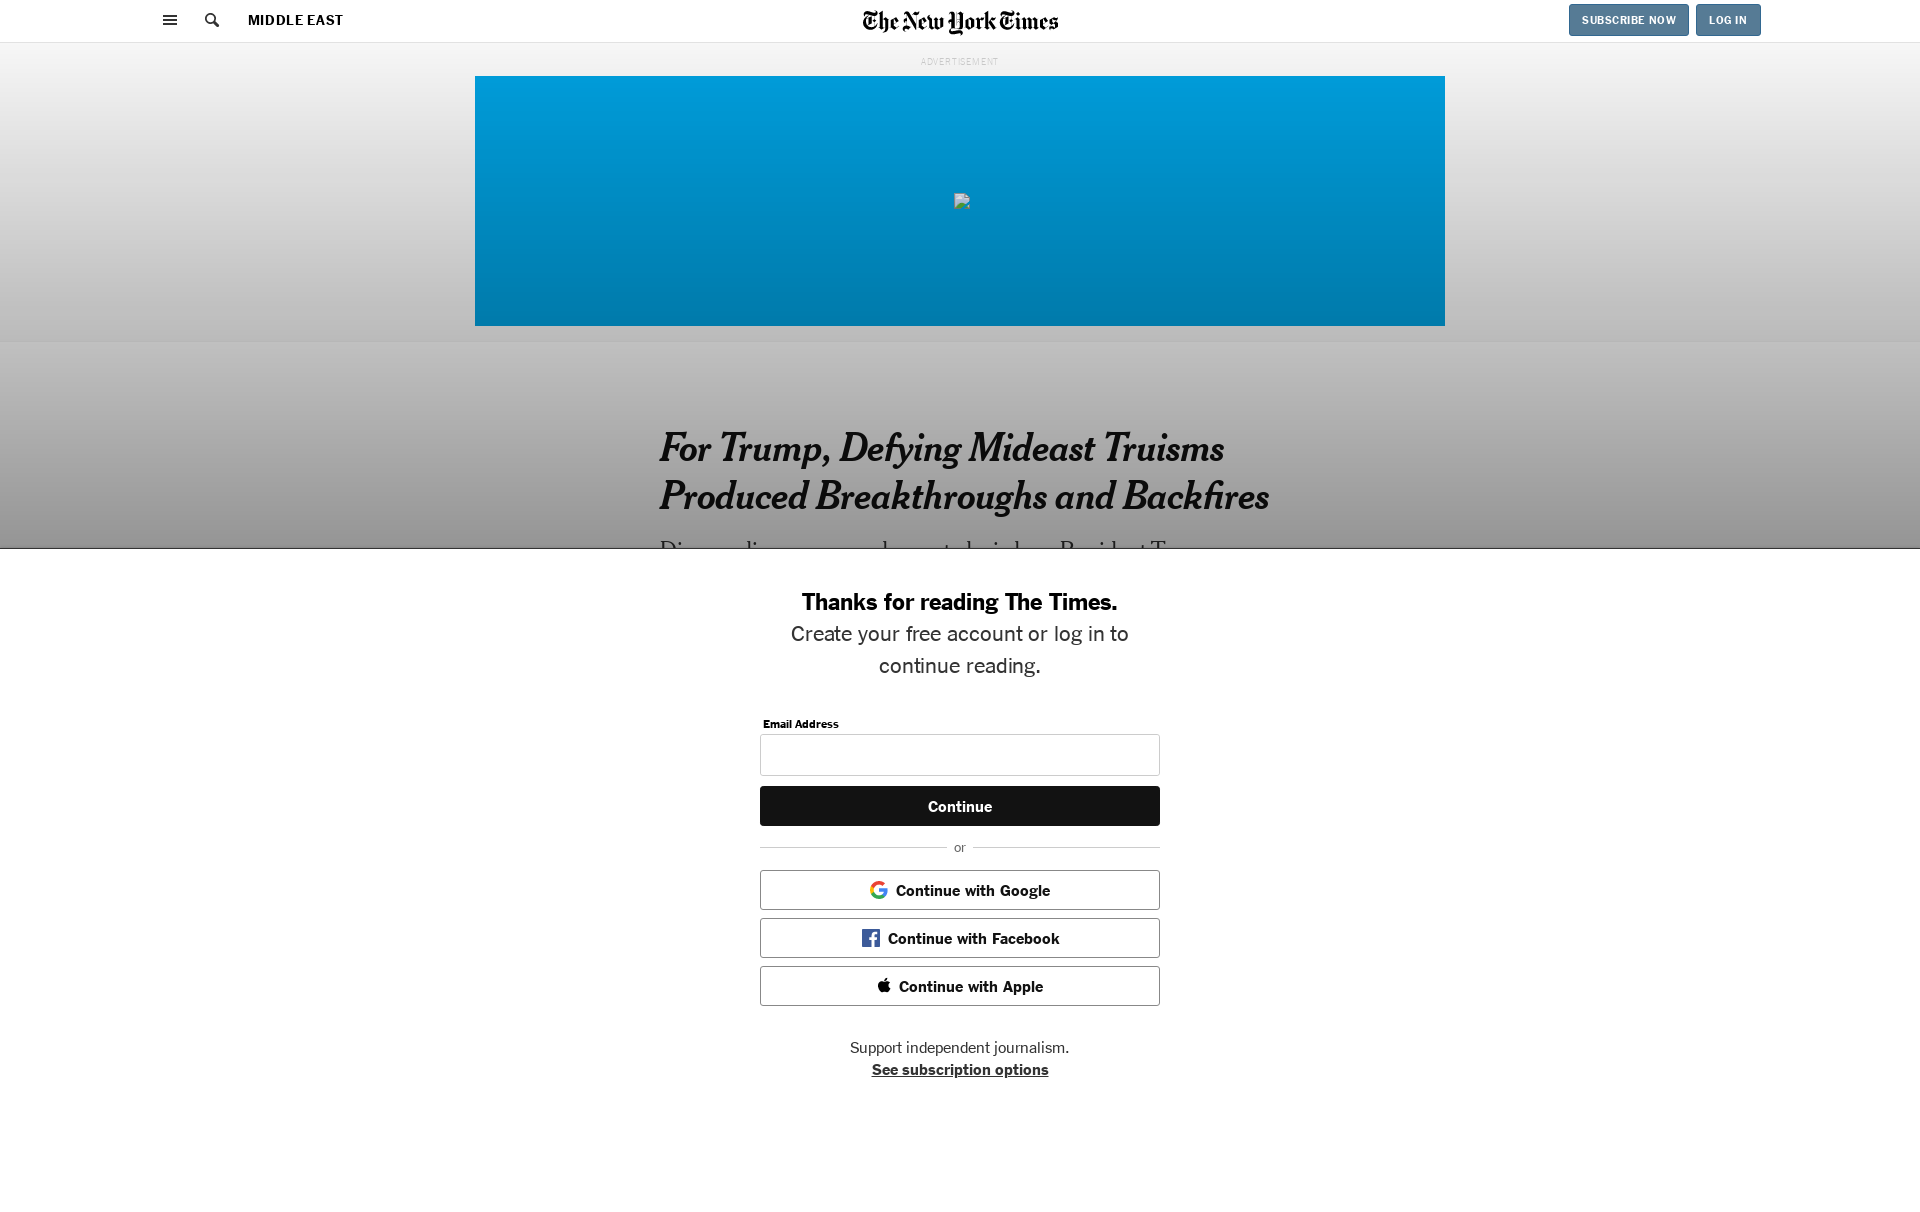 MIDDLE EAST
The New York Times
SUBSCRIBE NOW
LOG IN
ADVERTISEMENT
For Trump, Defying Mideast Truisms
Produced Breakthroughs and Backfires
Thanks for reading The Times.
Create your free account or log in to
continue reading.
Email Address
Continue
or
Continue with Google
Continue with Facebook
Continue with Apple
Support independent journalism.
See subscription options